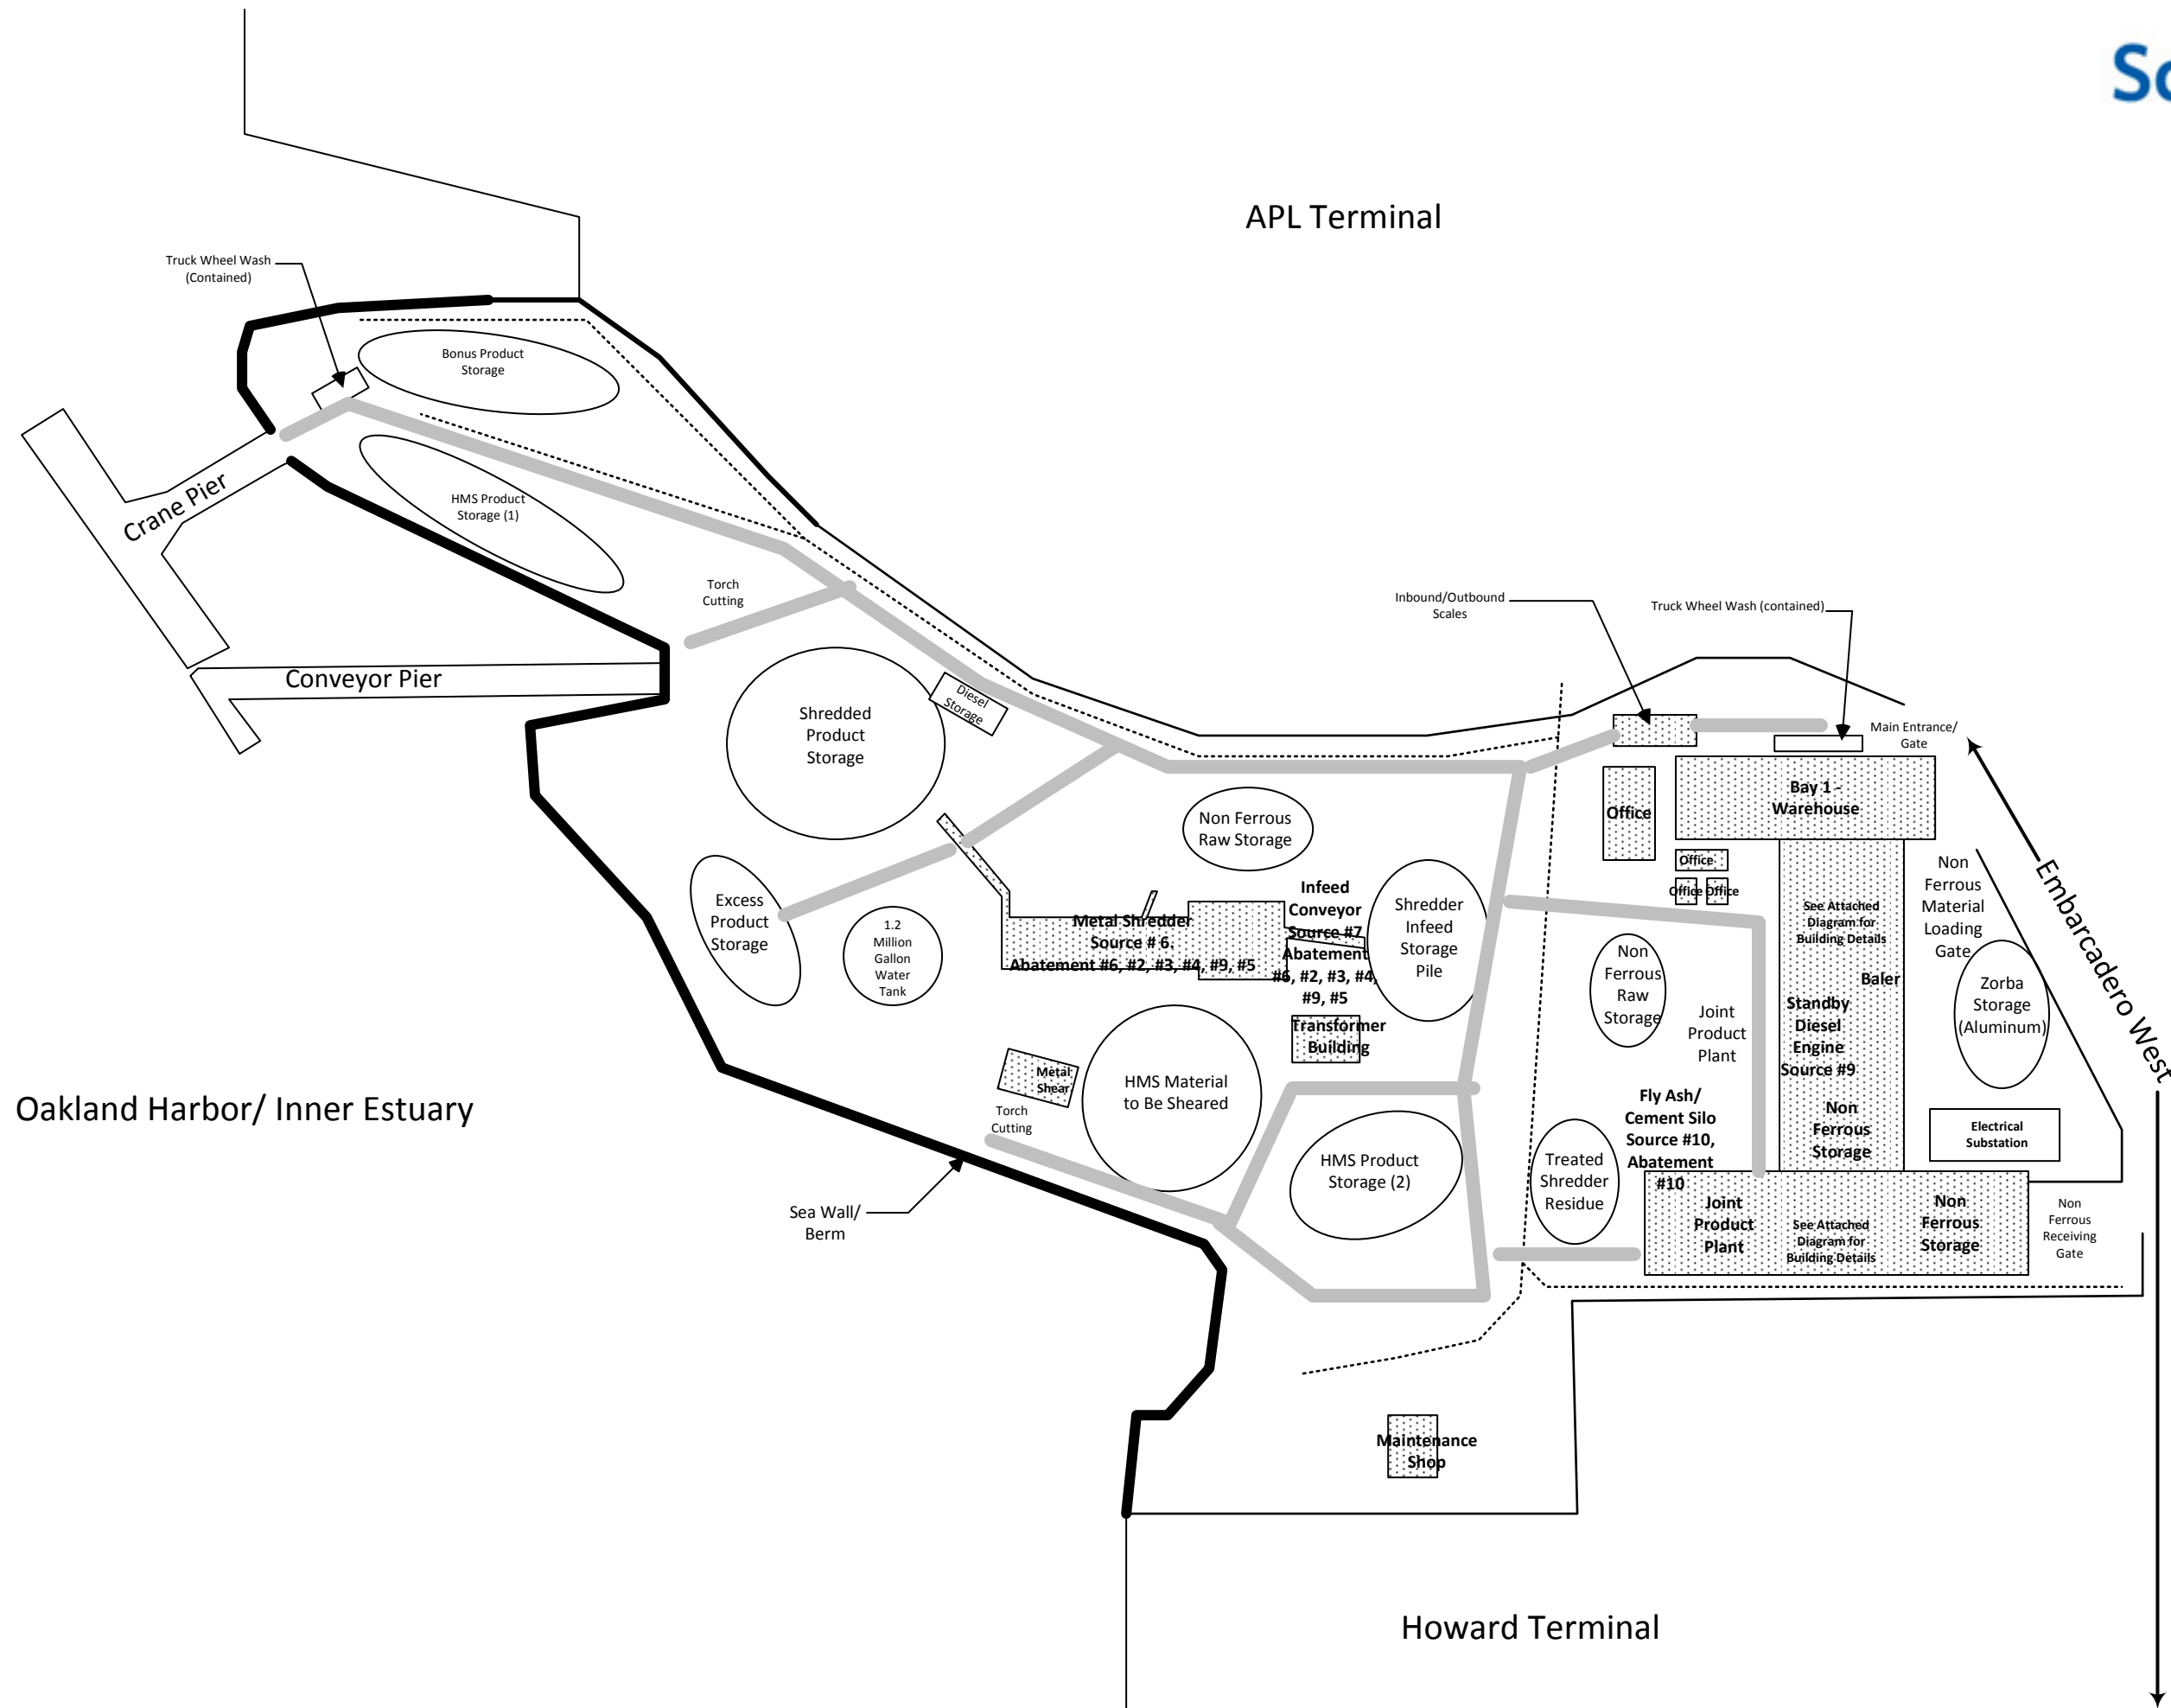 Sc
APL Terminal
Truck Wheel Wash
(Contained)
Bonus Product
Storage
HMS Product
Storage (1)
Crane Pier
Torch
Cutting
Conveyor Pier
Inbound/Outbound
Scales
Truck Wheel Wash (contained)
Diesel
Storage
Shredded
Product
Storage
Main Entrance/
Gate
Bay 1 -
Warehouse
Office
Non Ferrous
Raw Storage
Office
Office
Office
Embarcadero West
Non
Ferrous
Material
Loading
Gate
Infeed
Conveyor
Source #7
Abatement
#6, #2, #3, #4,
#9, #5
Shredder
Infeed
Storage
Pile
Excess
Product
Storage
1.2
Million
Gallon
Water
Tank
Metal Shredder
Source # 6.
Abatement #6, #2, #3, #4, #9, #5
See Attached
Diagram for
Building Details
Baler
Non
Ferrous
Raw
Storage
Joint
Product
Plant
Standby
Diesel
Engine
Source #9
Zorba
Storage
(Aluminum)
Transformer
Building
Metal
Shear
HMS Material
to Be Sheared
Torch
Cutting
Oakland Harbor/ Inner Estuary
Fly Ash/
Cement Silo
Source #10,
Abatement
#10
Non
Ferrous
Storage
Electrical
Substation
HMS Product
Storage (2)
Treated
Shredder
Residue
Sea Wall/
Berm
Joint
Product
Plant
See Attached
Diagram for
Building Details
Non
Ferrous
Storage
Non
Ferrous
Receiving
Gate
Maintenance
Shop
Howard Terminal